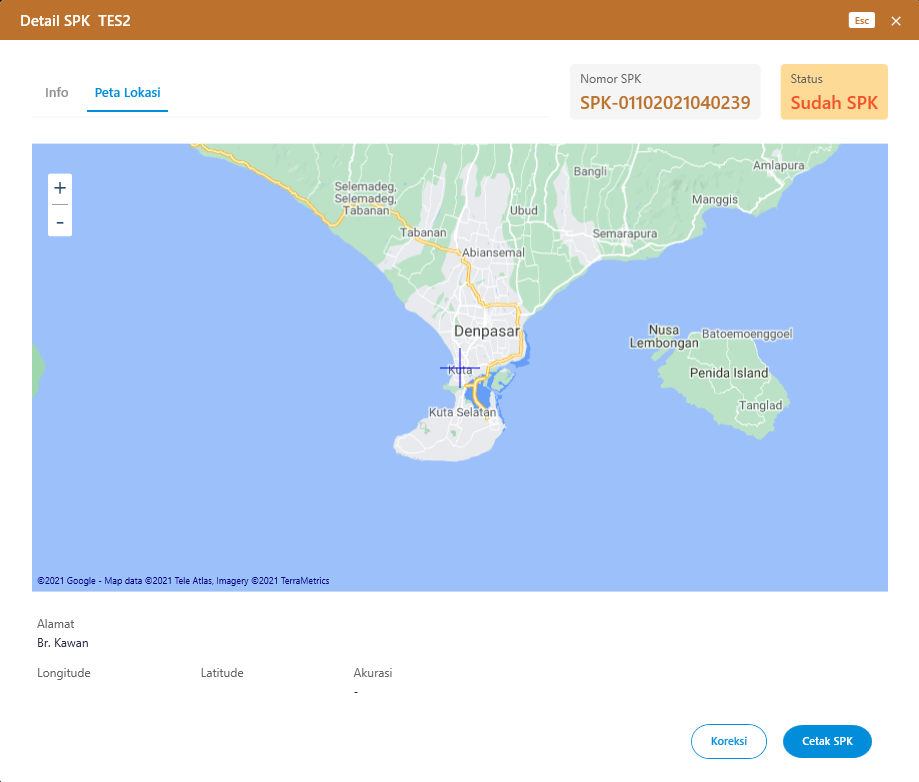 Detail SPK TES2
Esc
Info
Peta Lokasi
Nomor SPK
SPK-01102021040239
Status
Sudah SPK
+
-
Amlapura
Bangli
Selemadeg,
Selemadeg,
Tabanan
Manggis
Ubud
Tabanan
Semarapura
Abiansemal
Denpasar
Nusa
Lembongan
Batoemoenggoel
Kuta
Penida Island
Tanglad
Kuta Selatan
©2021 Google - Map data ©2021 Tele Atlas, Imagery ©2021 TerraMetrics
Alamat
Br. Kawan
Longitude
Latitude
Akurasi
-
Koreksi
Cetak SPK